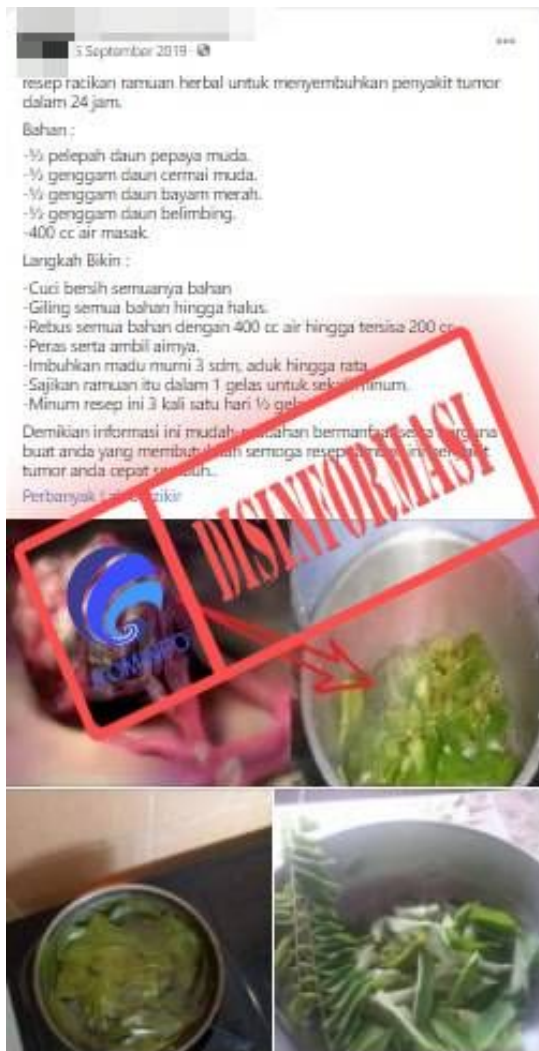 5 September 2019
resep racikan ramuan herbal untuk menyembuhkan penyakit tumor
dalam 24 jam.
Bahan :
-½ pelepah daun pepaya muda.
-½ genggam daun cermai muda.
-½ genggam daun bayam merah.
-½ genggam daun belimbing.
-400 cc air masak.
Langkah Bikin :
-Cuci bersih semuanya bahan
-Giling semua bahan hingga halus.
-Rebus semua bahan dengan 400 cc air hingga tersisa 200 cc
-Peras serta ambil airnya.
-Imbuhkan madu murni 3 sdm, aduk hingga rata
-Sajikan ramuan itu dalam 1 gelas untuk sekali minum.
-Minum resep ini 3 kali satu hari ½
Demikian informasi ini mudah bermanfaat serta
buat anda yang semoga resep ini
tumor anda cepat
Perbanyak zikir
DISINFORMASI
KOMINFO